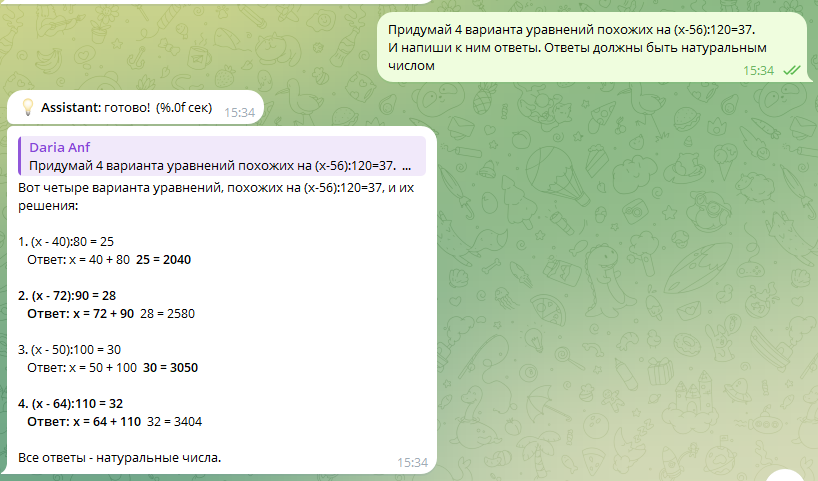 Придумай 4 варианта уравнений похожих на (x-56):120=37.
И напиши к ним ответы. Ответы должны быть натуральным
числом
15:34
Assistant: готово! (%.0f сек)
15:34
Daria Anf
Придумай 4 варианта уравнений похожих на (x-56):120=37. ...
Вот четыре варианта уравнений, похожих на (x-56):120=37, и их
решения:
1. (x - 40):80 = 25
Ответ: x = 40 + 80 25 = 2040
2. (x - 72):90 = 28
Ответ: x = 72 + 90 28 = 2580
3. (x - 50):100 = 30
Ответ: x = 50 + 100 30 = 3050
4. (x - 64):110 = 32
Ответ: x = 64 + 110 32 = 3404
Все ответы - натуральные числа.
15:34